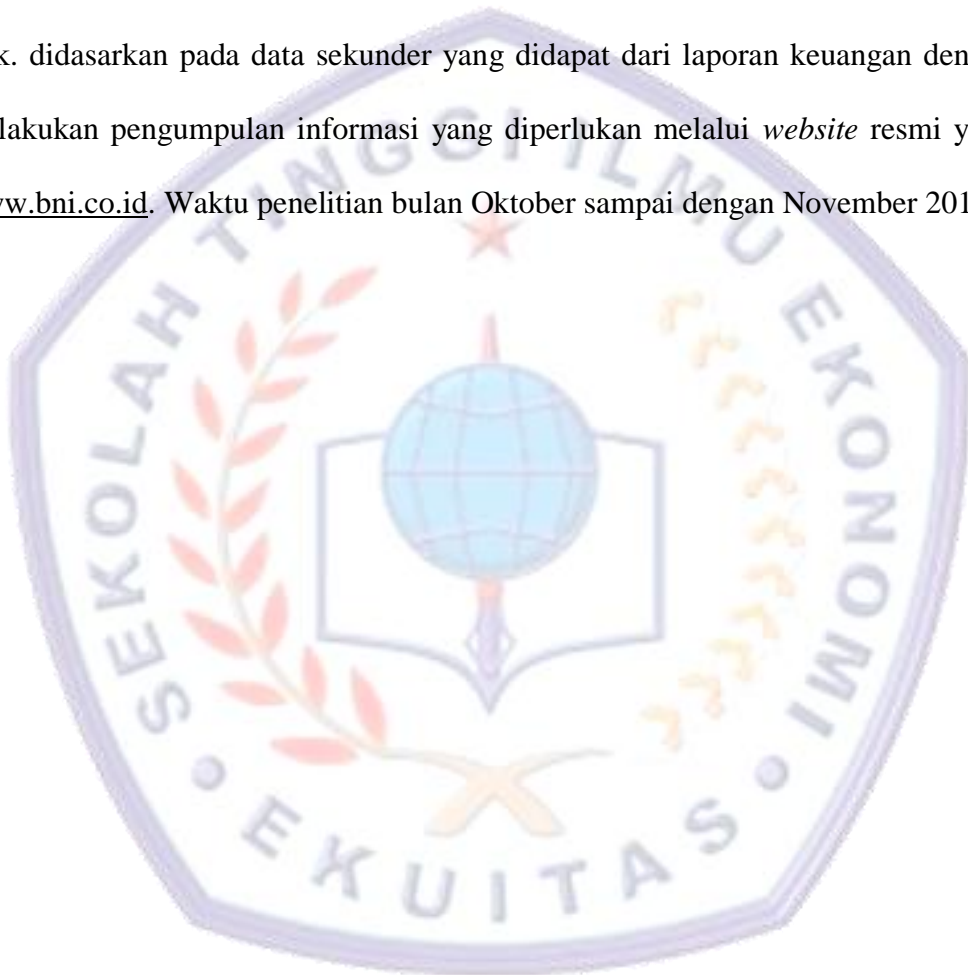 k. didasarkan pada data sekunder yang didapat dari laporan keuangan den
lakukan pengumpulan informasi yang diperlukan melalui website resmi y
w.bni.co.id. Waktu penelitian bulan Oktober sampai dengan November 201
SEKOLAH TINGGI ILMU EKONOMI
• EKUITAS •